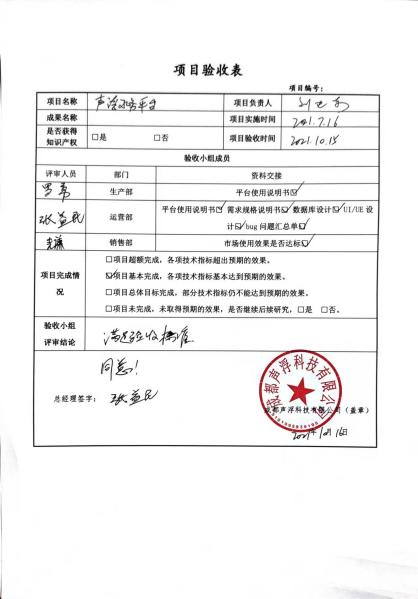 项目验收表
项目编号：
项目名称 声浮双师平台 项目负责人
成果名称 项目实施时间 2021.7.16
是否获得知识产权 □是 □否 项目验收时间 2021.10.15
验收小组成员
评审人员 部门 资料交接
生产部 平台使用说明书☑
张益民 运营部 平台使用说明书☑需求规格说明书☑数据库设计☑UI/UE设
计☑bug问题汇总单☑
销售部 市场使用效果是否达标☑
□项目超额完成，各项技术指标超出预期的效果。
项目完成情况 ☑项目基本完成，各项技术指标基本达到预期的效果。
□项目总体目标完成，部分技术指标仍不能达到预期的效果。
□项目未完成，未取得预期的效果，是否继续后续研究，□是 □否。
验收小组评审结论 满足验收标准
同意！
总经理签字： 张益民
成都声浮科技有限公司
成都声浮科技有限公司（盖章）
2021年10月16日